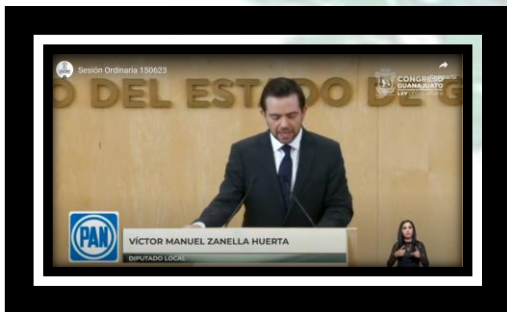 Sesión Ordinaria 150623
CONGRESO
GUANAJUATO
O DEL ESTADO DE G
PAN
VÍCTOR MANUEL ZANELLA HUERTA
DIPUTADO LOCAL